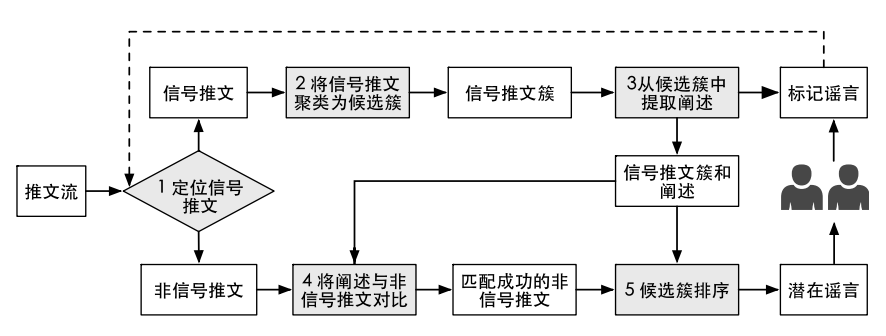 信号推文
2 将信号推文
聚类为候选簇
信号推文簇
3从候选簇中
提取阐述
标记谣言
推文流
1 定位信号
推文
信号推文簇和
阐述
非信号推文
4 将阐述与非
信号推文对比
匹配成功的非
信号推文
5 候选簇排序
潜在谣言